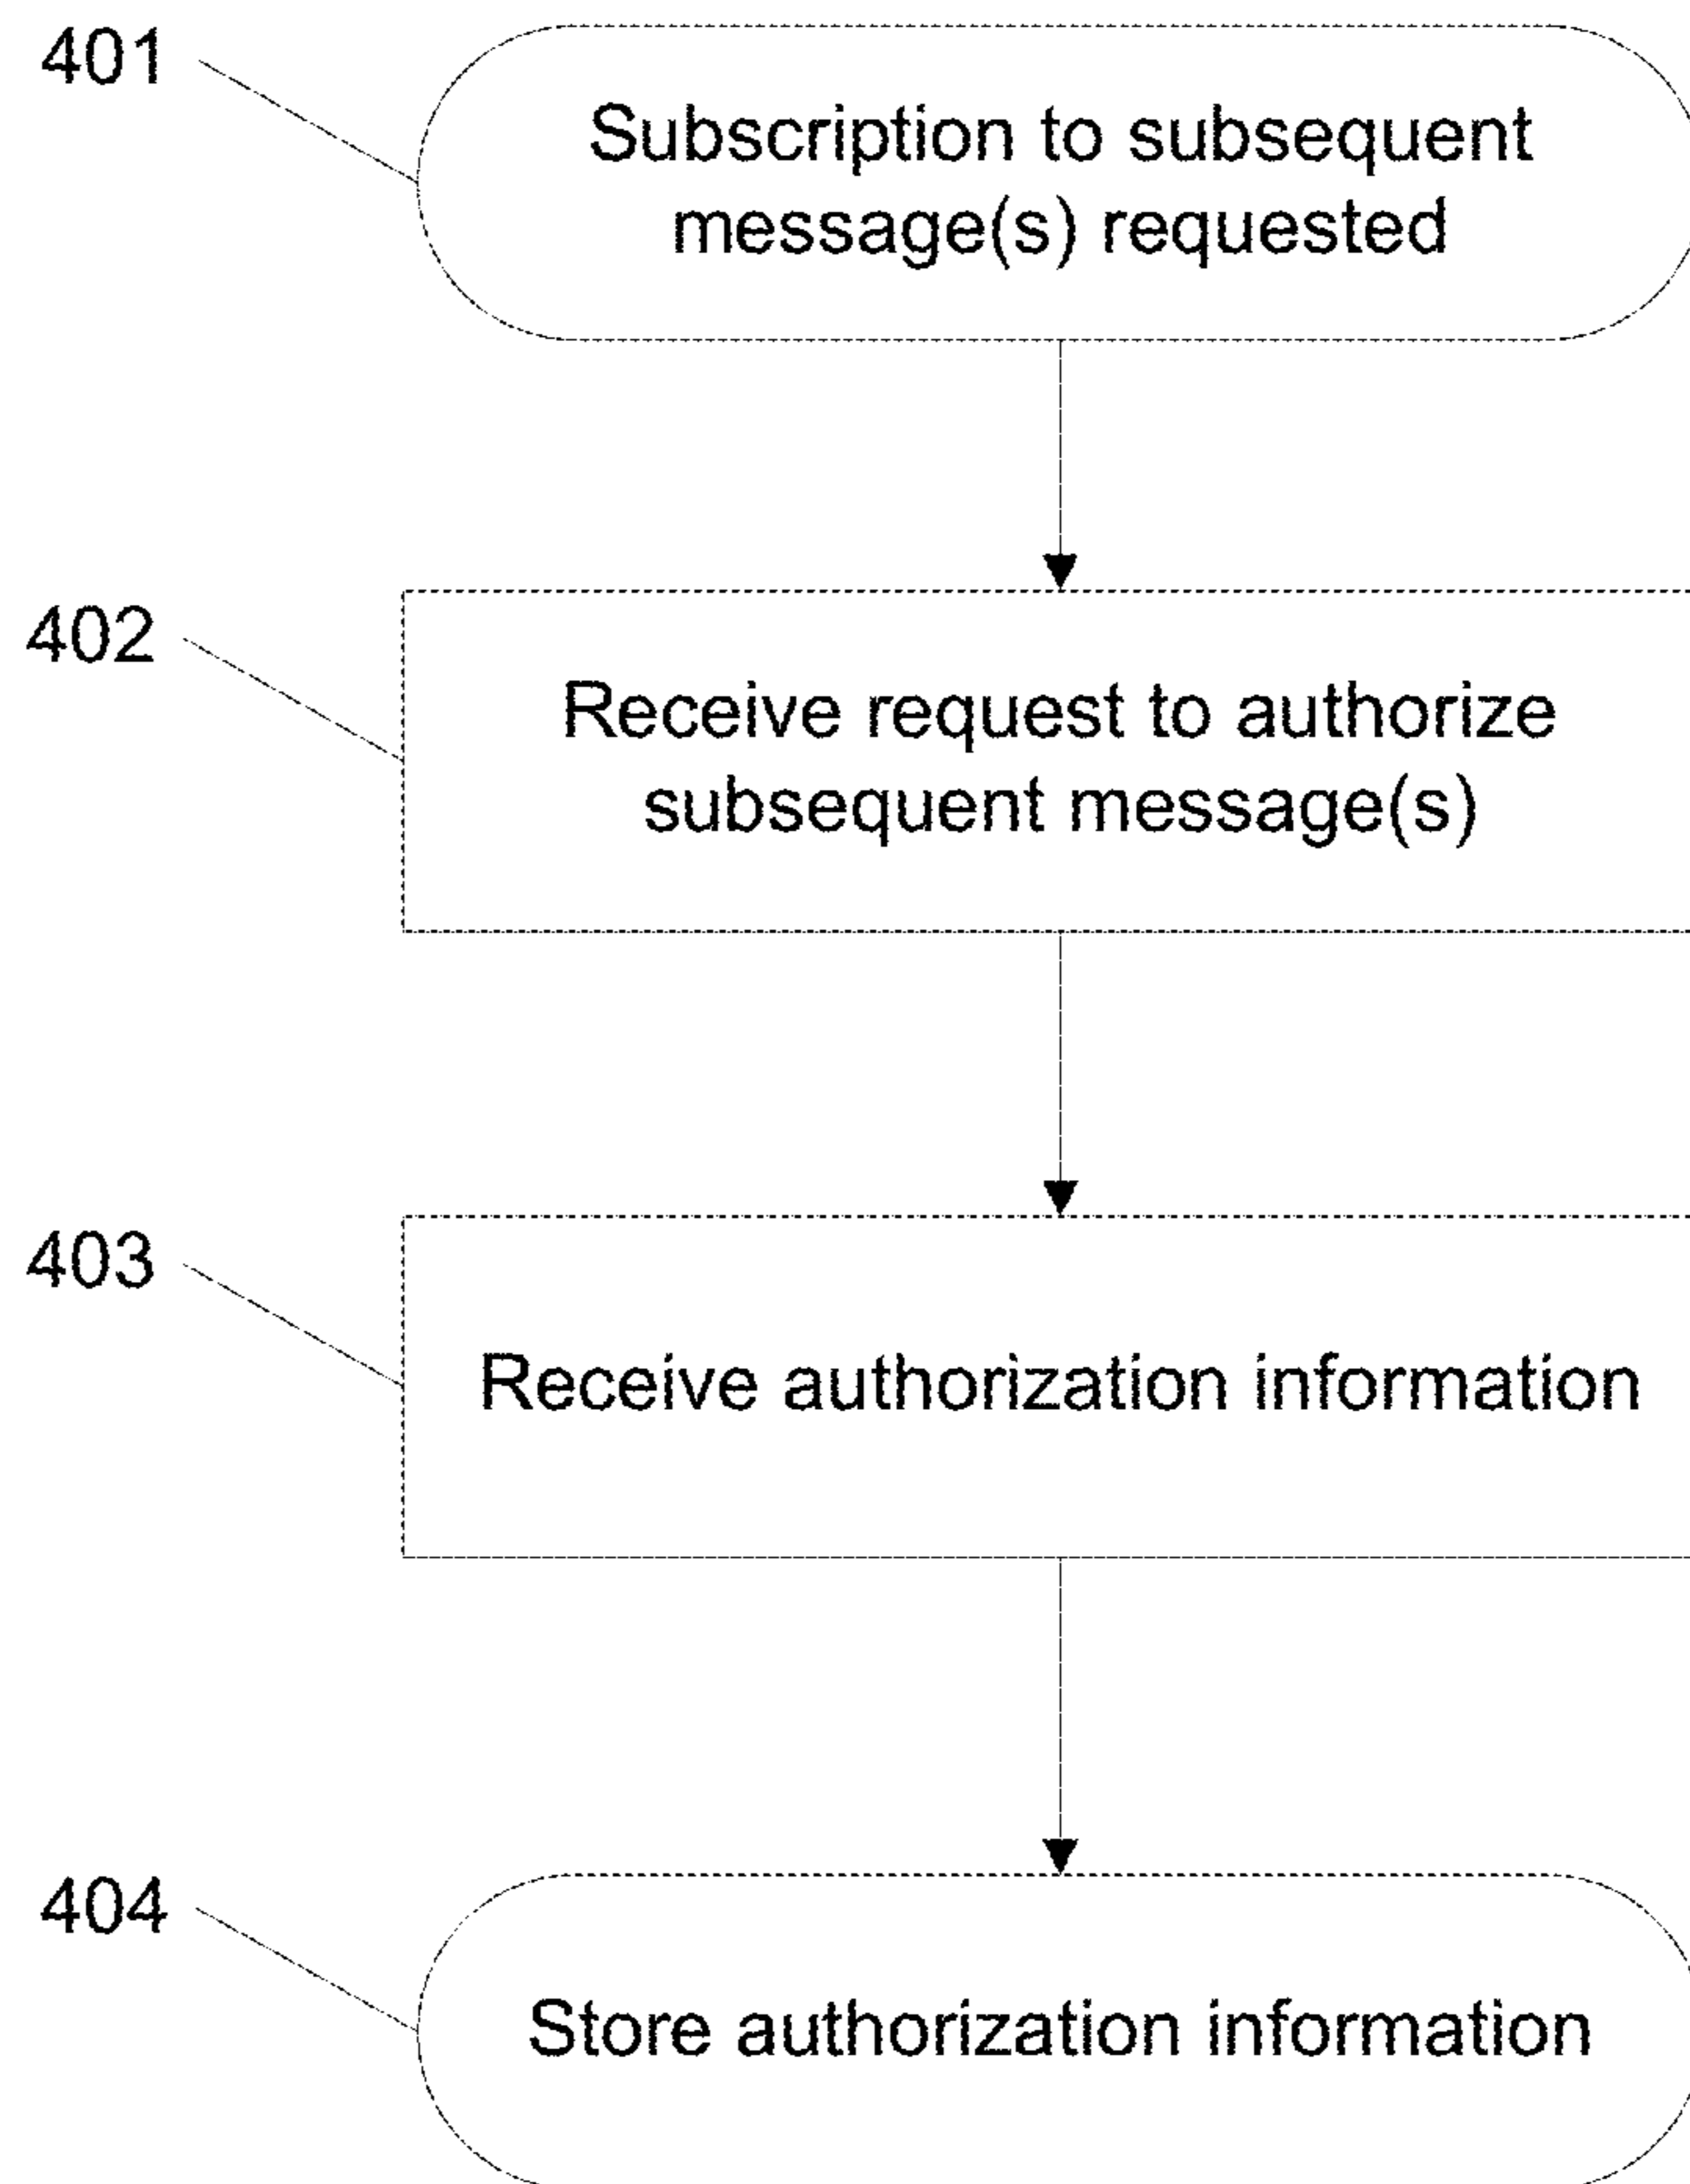 401
Subscription to subsequent
message(s) requested
402
Receive request to authorize
subsequent message(s)
403
Receive authorization information
404
Store authorization information